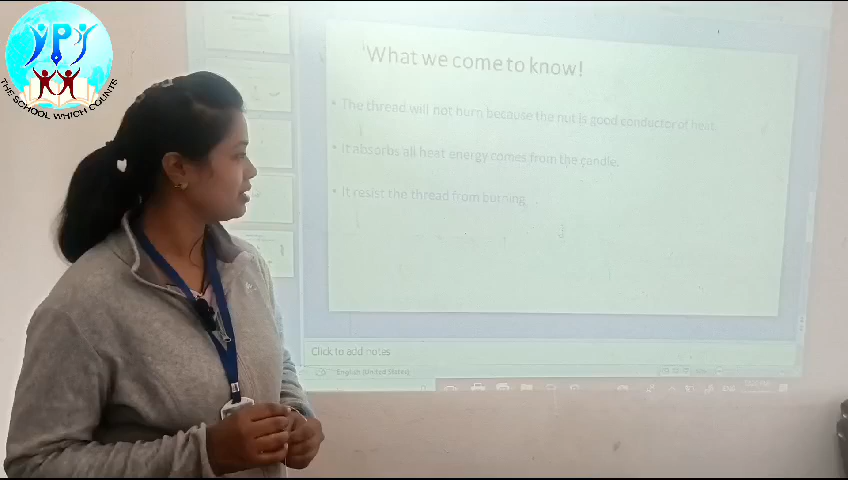 YPS
THE SCHOOL WHICH COUNTS
'What we come to know!
• The thread will not burn because the nut is good conductor of heat.
• It absorbs all heat energy comes from the candle.
• It resist the thread from burning
Click to add notes
English (United States)